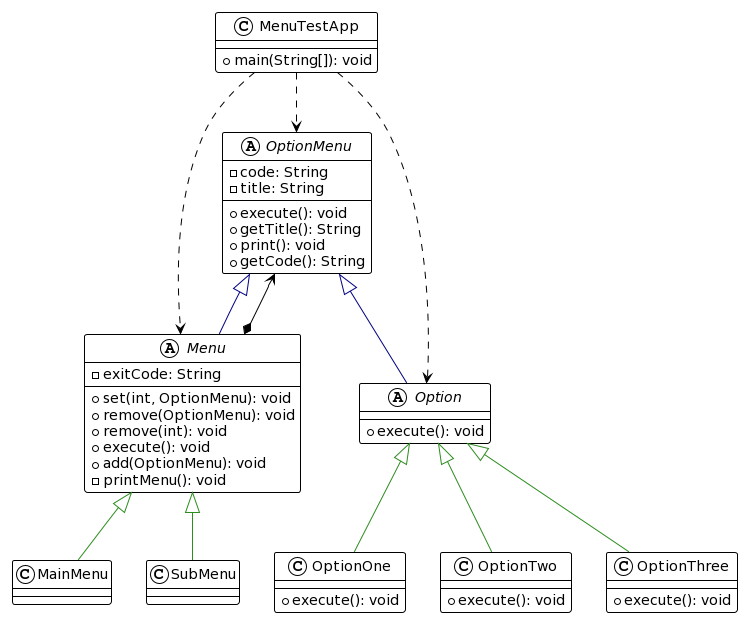 C MenuTestApp
main(String[]): void
A OptionMenu
code: String
title: String
execute(): void
getTitle(): String
print(): void
getCode(): String
A Menu
exitCode: String
set(int, OptionMenu): void
remove(OptionMenu): void
remove(int): void
execute(): void
add(OptionMenu): void
printMenu(): void
A Option
execute(): void
C MainMenu
C SubMenu
C OptionOne
execute(): void
C OptionTwo
execute(): void
C OptionThree
execute(): void